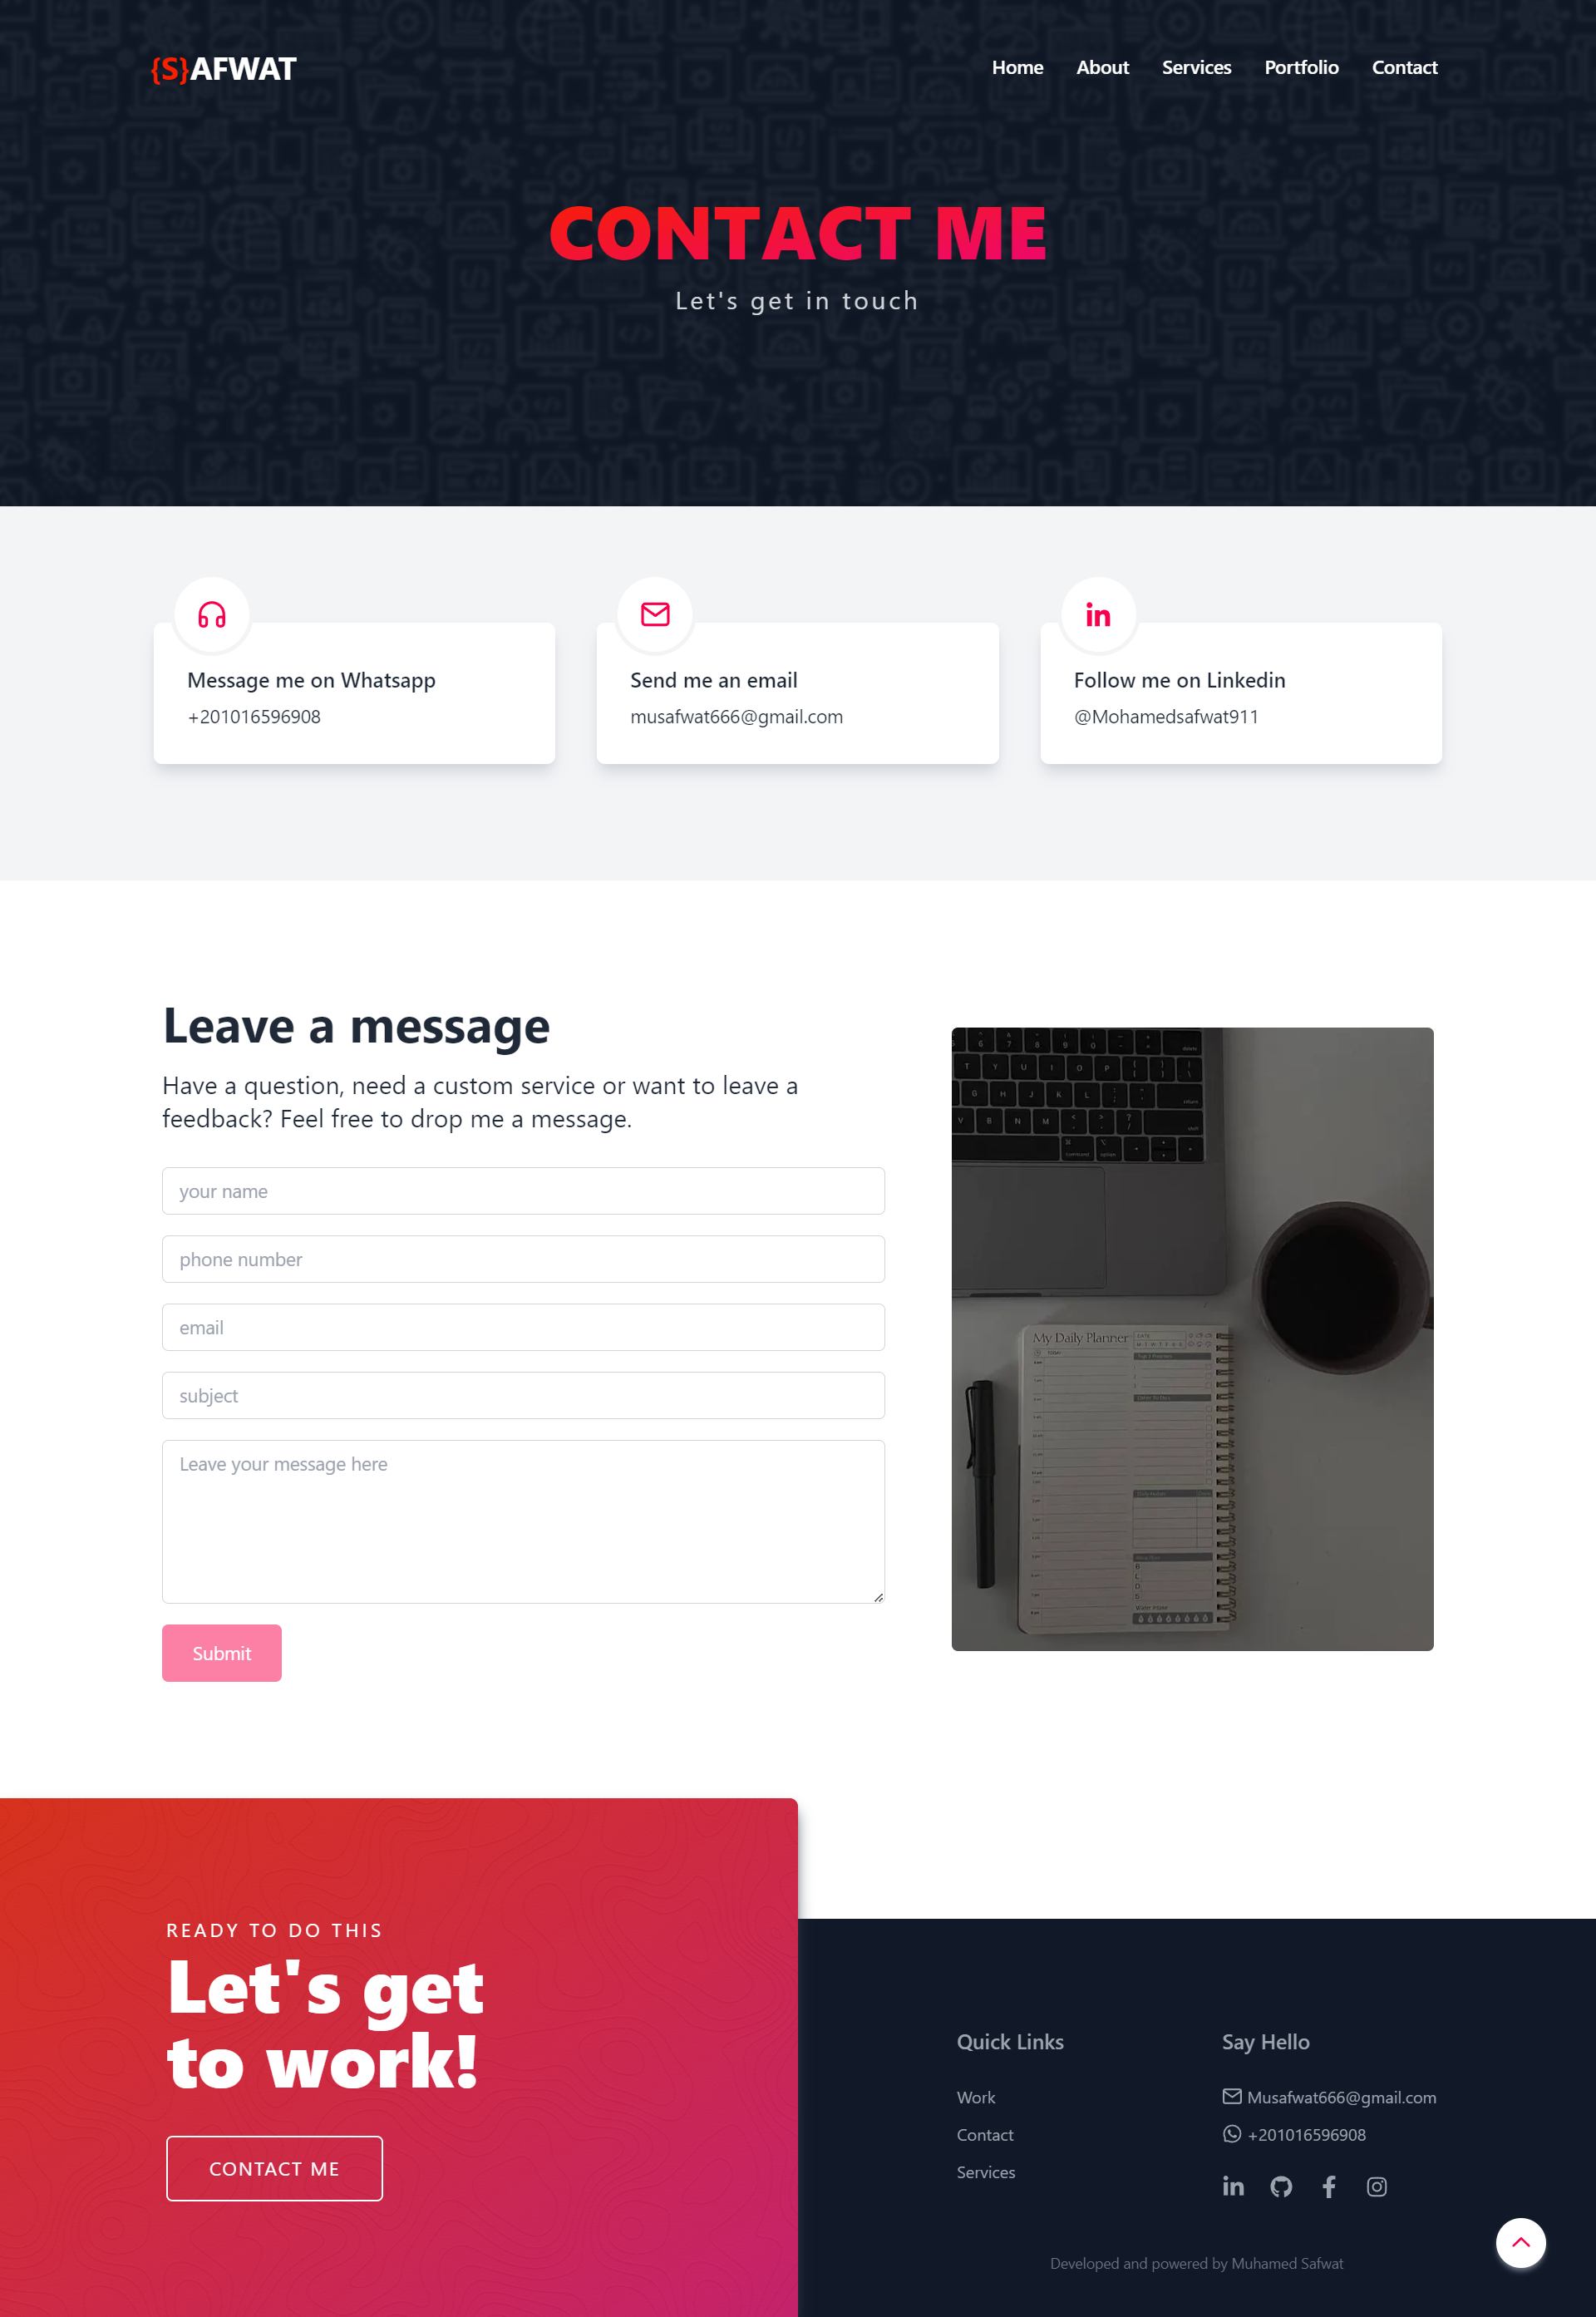 {S}AFWAT
Home About Services Portfolio Contact
CONTACT ME
Let's get in touch
Message me on Whatsapp
+201016596908
Send me an email
musafwat666@gmail.com
Follow me on Linkedin
@Mohamedsafwat911
Leave a message
Have a question, need a custom service or want to leave a
feedback? Feel free to drop me a message.
your name
phone number
email
subject
Leave your message here
Submit
My Daily Planner
READY TO DO THIS
Let's get
to work!
CONTACT ME
Quick Links
Work
Contact
Services
Say Hello
Musafwat666@gmail.com
+201016596908
Developed and powered by Muhamed Safwat